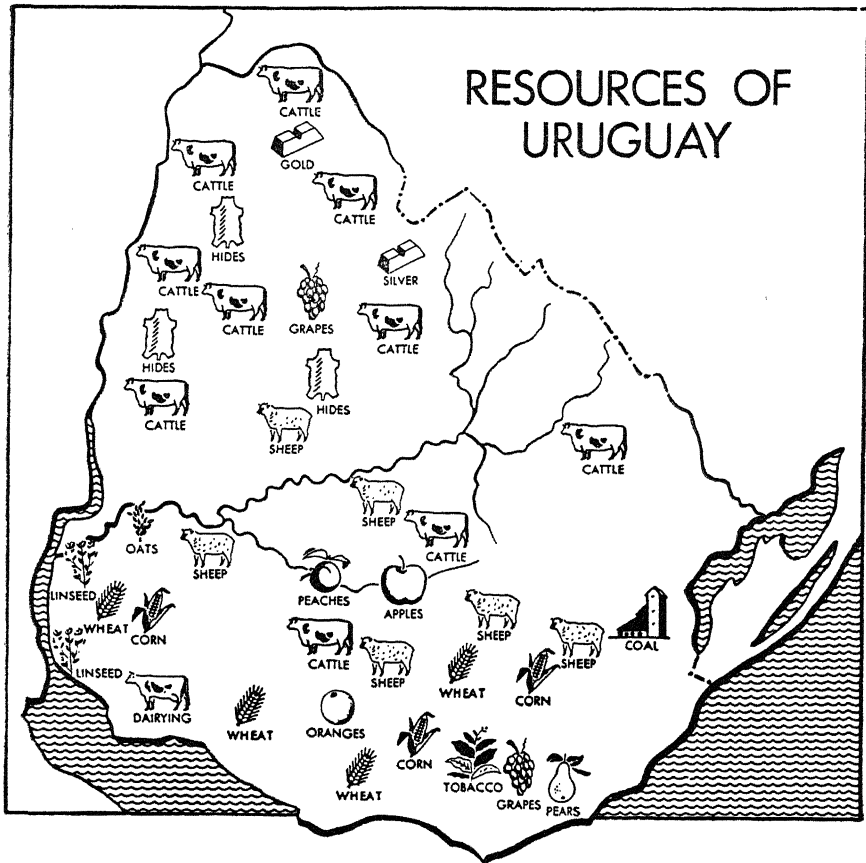 RESOURCES OF
URUGUAY
CATTLE
GOLD
CATTLE
CATTLE
HIDES
SILVER
CATTLE
CATTLE
GRAPES
CATTLE
HIDES
HIDES
CATTLE
SHEEP
CATTLE
SHEEP
OATS
CATTLE
SHEEP
LINSEED
PEACHES
APPLES
WHEAT
CORN
SHEEP
COAL
CATTLE
SHEEP
LINSEED
SHEEP
WHEAT
CORN
DAIRYING
WHEAT
ORANGES
CORN
WHEAT
TOBACCO
GRAPES
PEARS